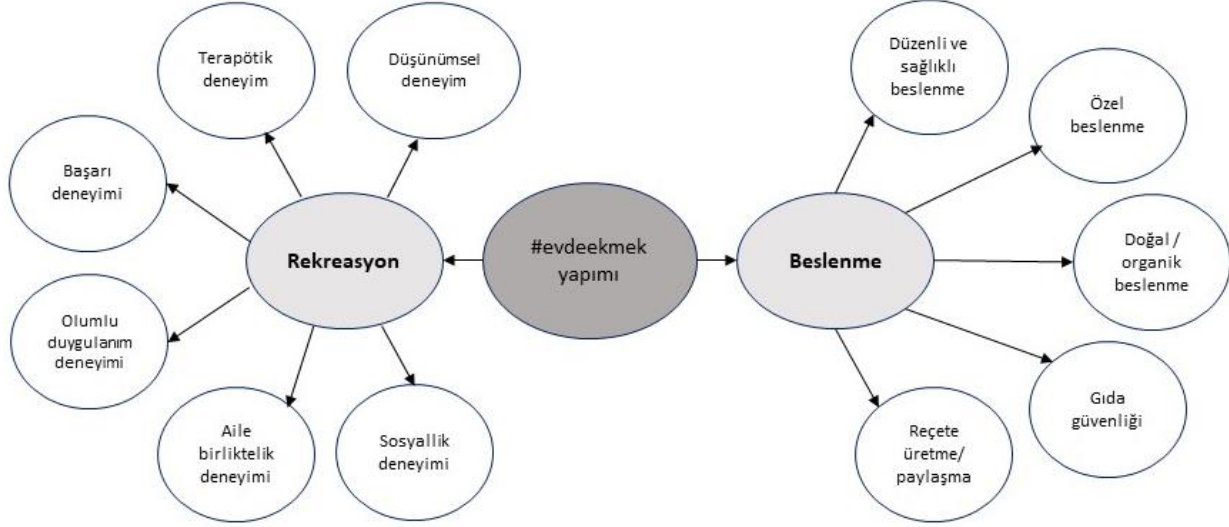 Terapötik
deneyim
Düşünümsel
deneyim
Başarı
deneyimi
Rekreasyon
Olumlu
duygulanım
deneyimi
Aile
birliktelik
deneyimi
Sosyallik
deneyimi
#evdeekmek
yapımı
Düzenli ve
sağlıklı
beslenme
Özel
beslenme
Beslenme
Doğal /
organik
beslenme
Gıda
güvenliği
Reçete
üretme/
paylaşma